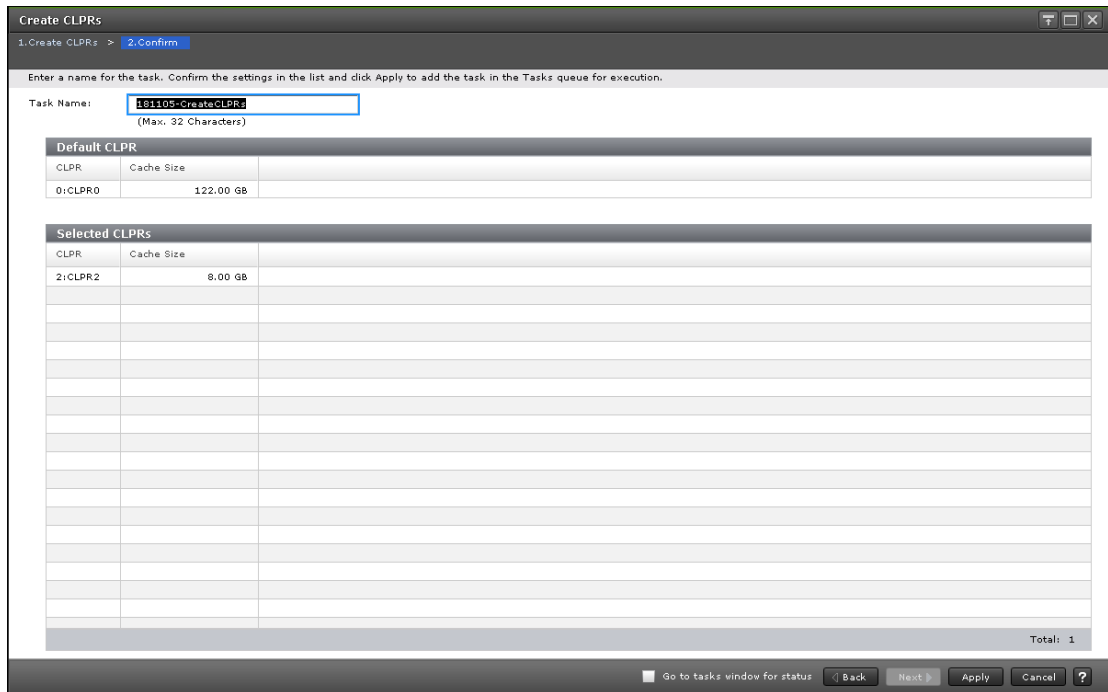 Create CLPRs
1.Create CLPRs > 2.Confirm
Enter a name for the task. Confirm the settings in the list and click Apply to add the task in the Tasks queue for execution.
Task Name: 181105-CreateCLPRs
(Max. 32 Characters)
Default CLPR
CLPR Cache Size
0:CLPR0 122.00 GB
Selected CLPRs
CLPR Cache Size
2:CLPR2 8.00 GB
Total: 1
Go to tasks window for status Back Next Apply Cancel ?